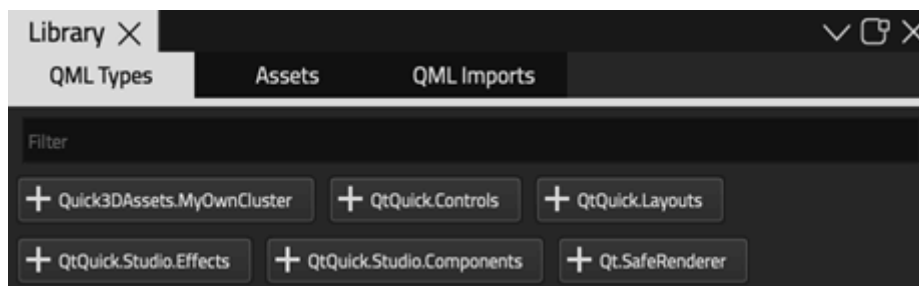 Library
QML Types Assets QML Imports
Filter
Quick3DAssets.MyOwnCluster QtQuick.Controls QtQuick.Layouts
QtQuick.Studio.Effects QtQuick.Studio.Components Qt.SafeRenderer